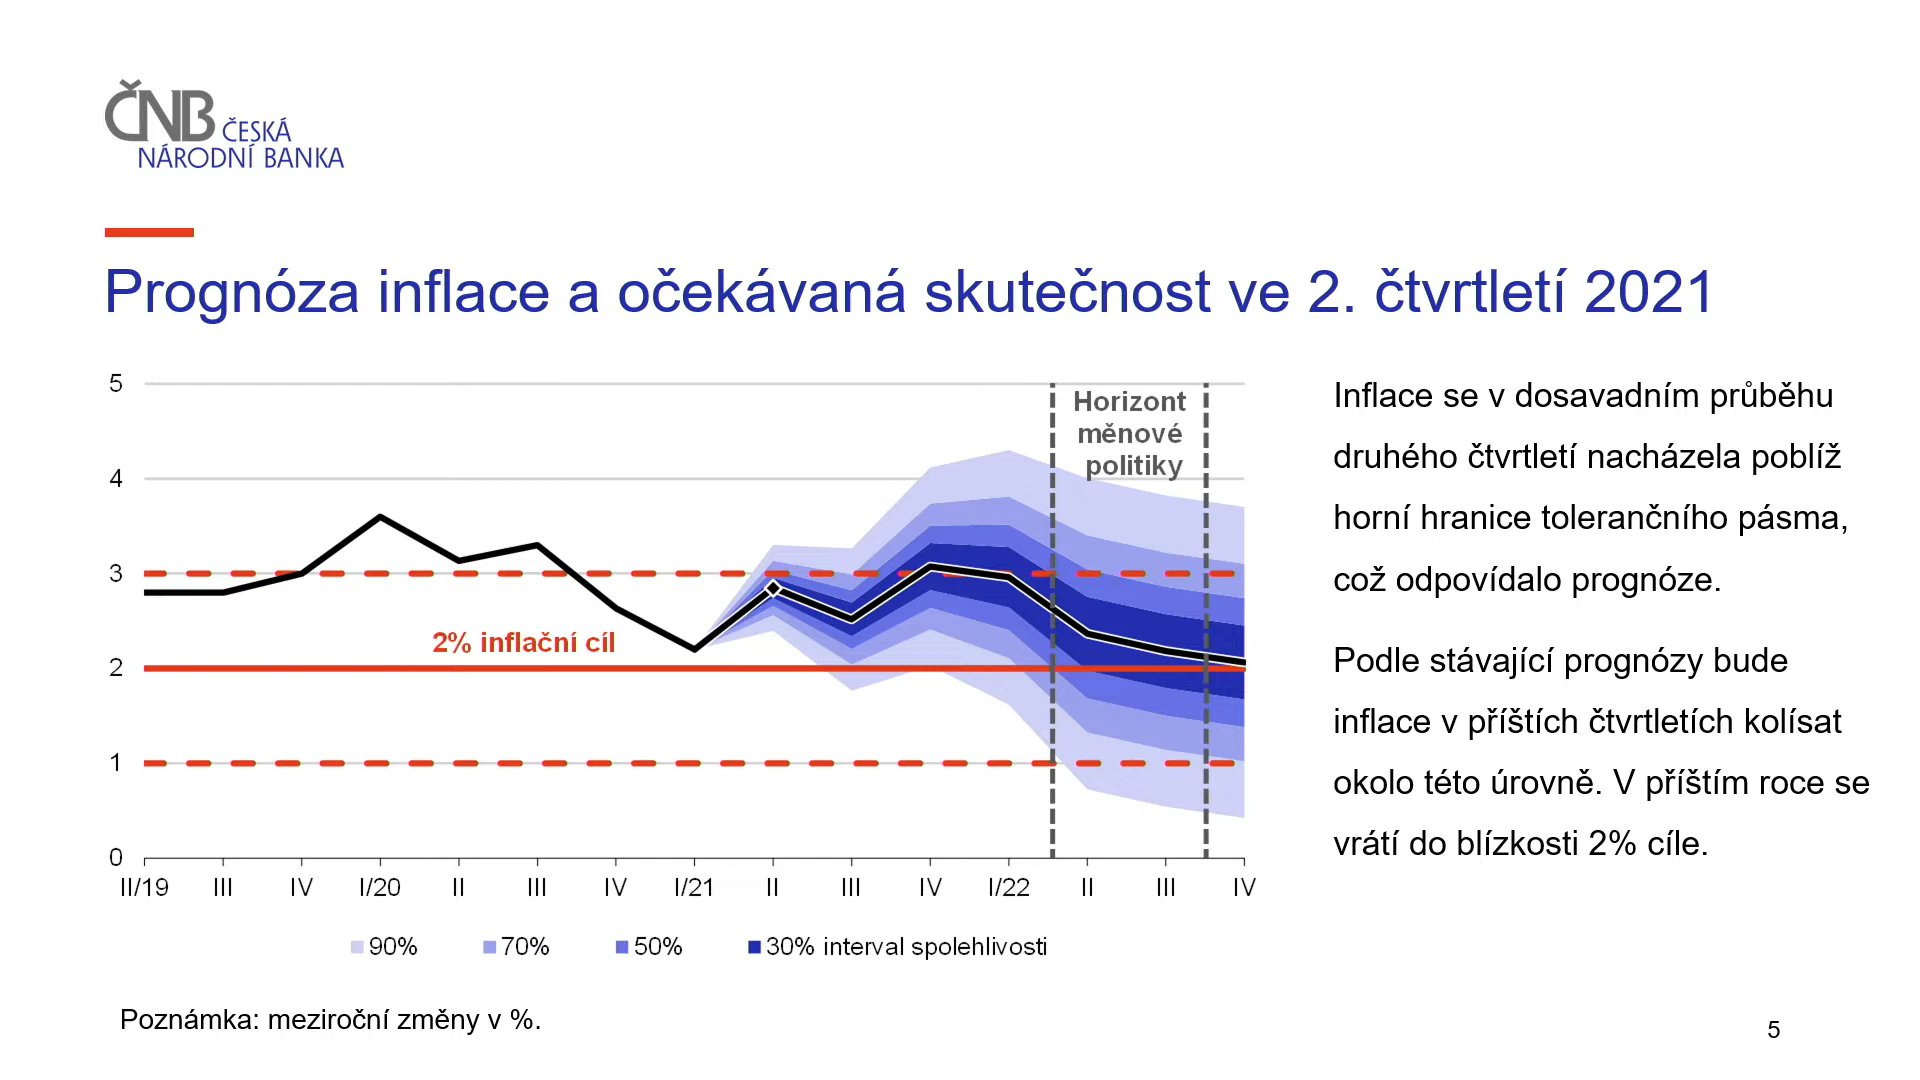 ČNB ČESKÁ
NÁRODNÍ BANKA
Prognóza inflace a očekávaná skutečnost ve 2. čtvrtletí 2021
5
4
3
2
1
0
Horizont
měnové
politiky
2% inflační cíl
II/19 III IV I/20 II III IV I/21 II III IV I/22 II III IV
90% 70% 50% 30% interval spolehlivosti
Inflace se v dosavadním průběhu
druhého čtvrtletí nacházela poblíž
horní hranice tolerančního pásma,
což odpovídalo prognóze.
Podle stávající prognózy bude
inflace v příštích čtvrtletích kolísat
okolo této úrovně. V příštím roce se
vrátí do blízkosti 2% cíle.
Poznámka: meziroční změny v %.
5